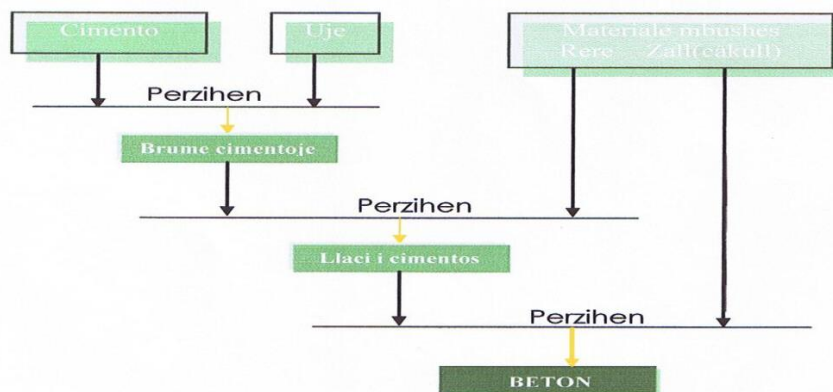 Cimento
Uje
Materiale mbushes
Rere Zall(cakull)
Perzihen
Brume cimentoje
Perzihen
Llaci i cimentos
Perzihen
BETON